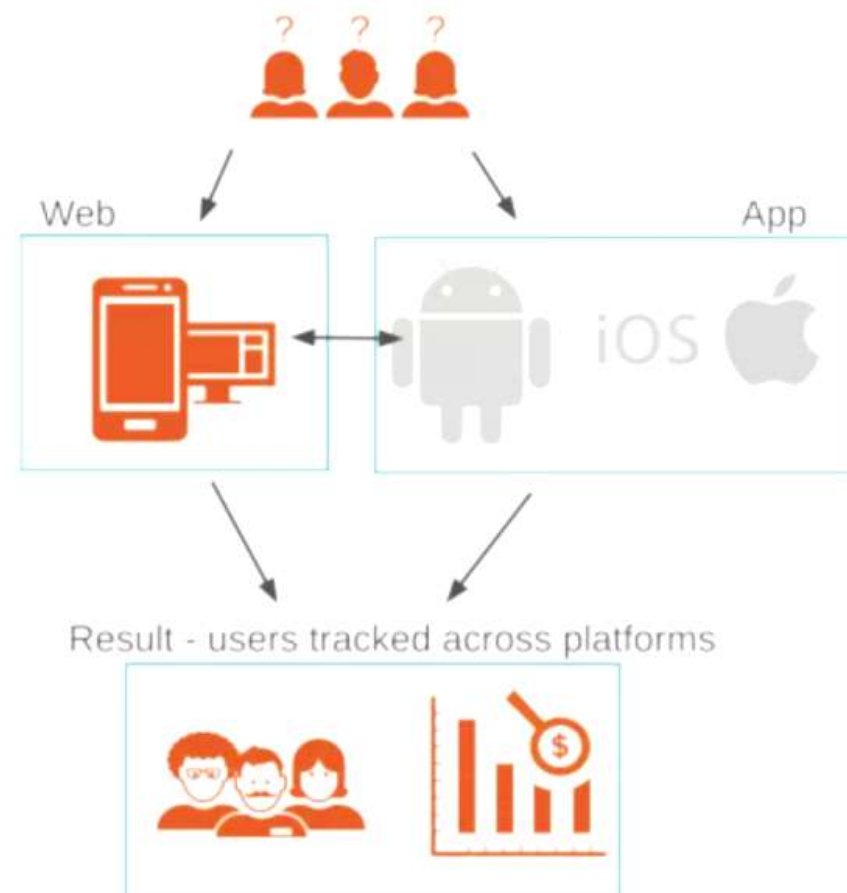 ? ? ?
Web
App
iOS
Result - users tracked across platforms
$